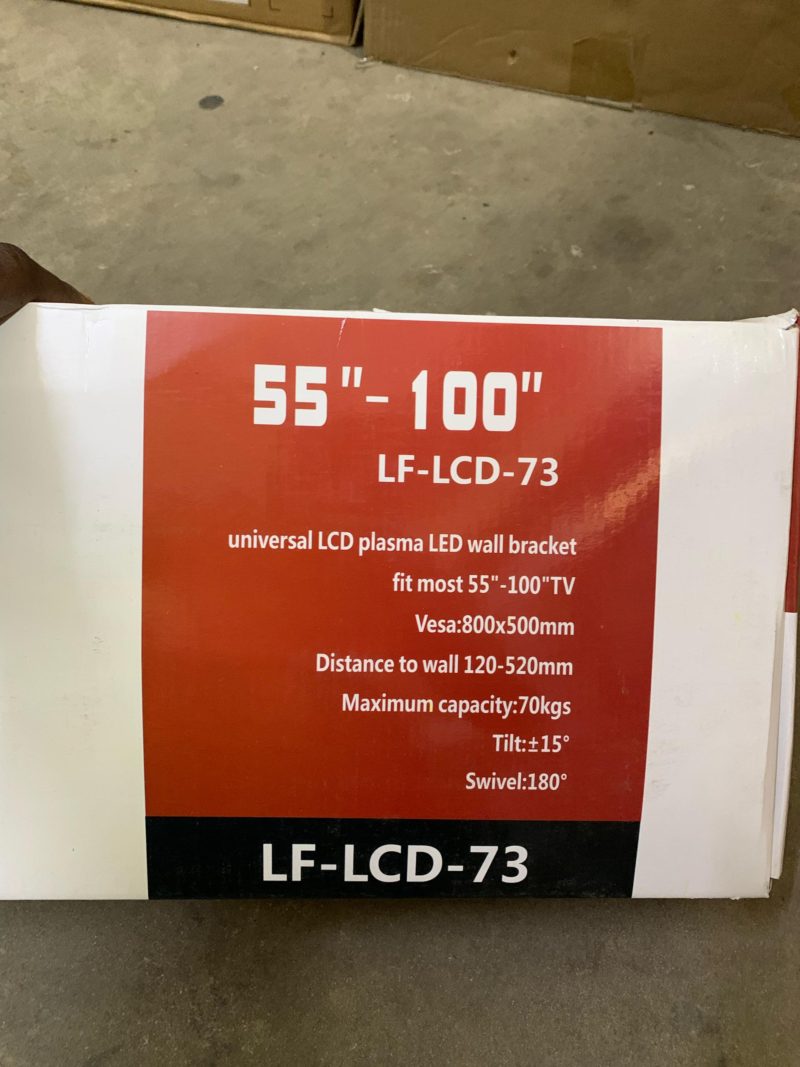 55"- 100"
LF-LCD-73
universal LCD plasma LED wall bracket
fit most 55"-100"TV
Vesa:800x500mm
Distance to wall 120-520mm
Maximum capacity:70kgs
Tilt:±15°
Swivel:180°
LF-LCD-73